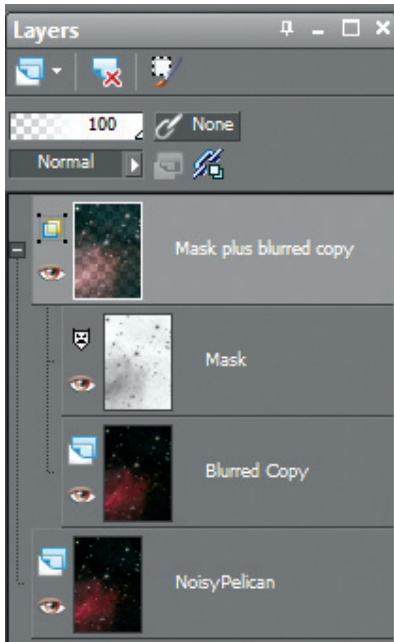 Layers
100 None
Normal
Mask plus blurred copy
Mask
Blurred Copy
NoisyPelican